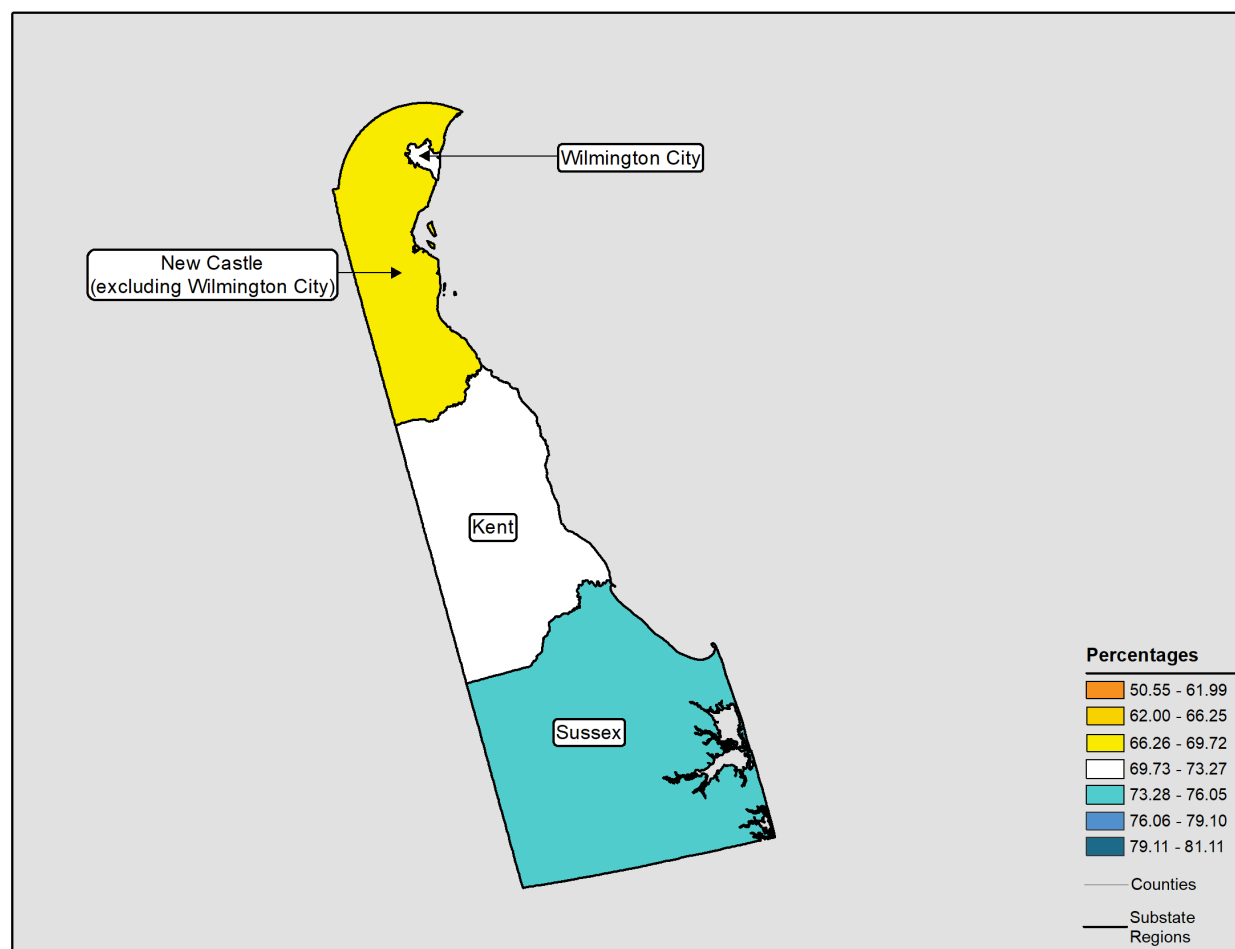 Wilmington City
New Castle
(excluding Wilmington City)
Kent
Sussex
Percentages
50.55 - 61.99
62.00 - 66.25
66.26 - 69.72
69.73 - 73.27
73.28 - 76.05
76.06 - 79.10
79.11 - 81.11
Counties
Substate
Regions